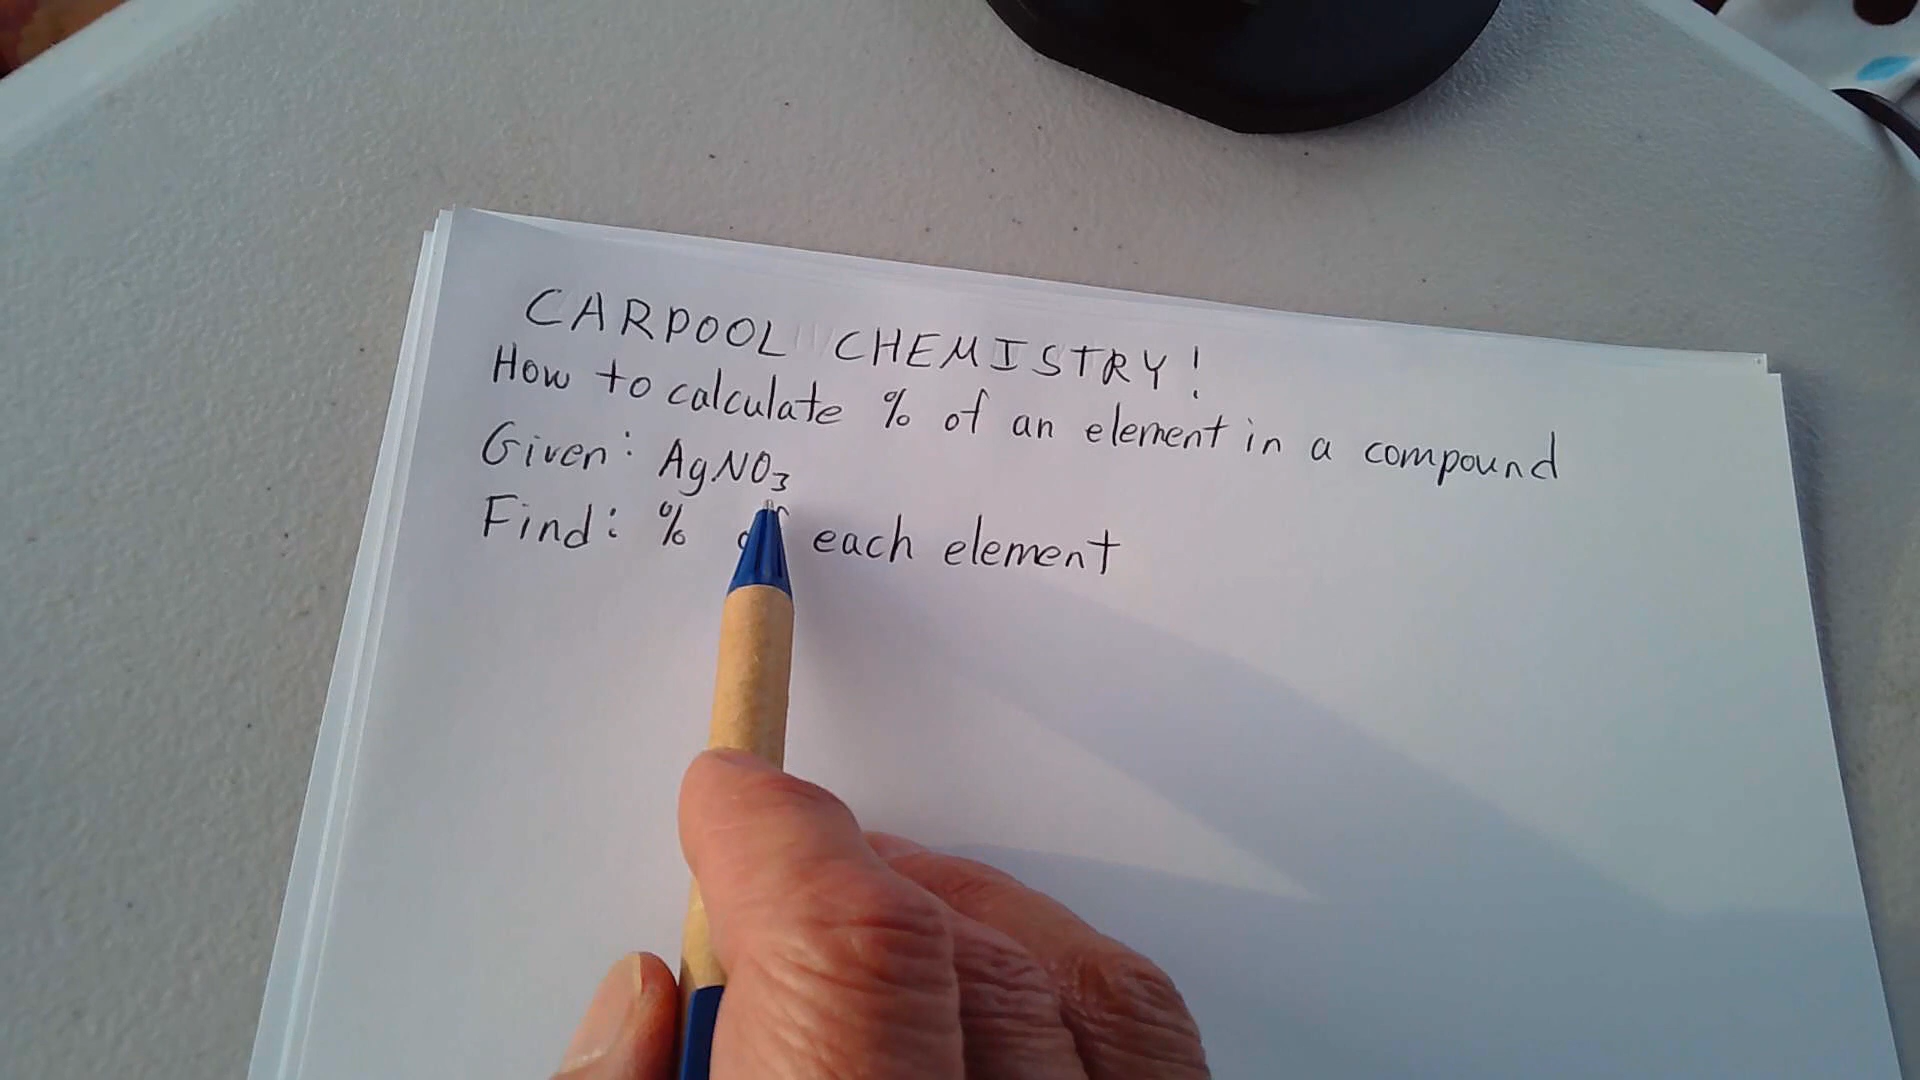 CARPOOL CHEMISTRY!
How to calculate % of an element in a compound
Given: AgNO₃
Find: % each element